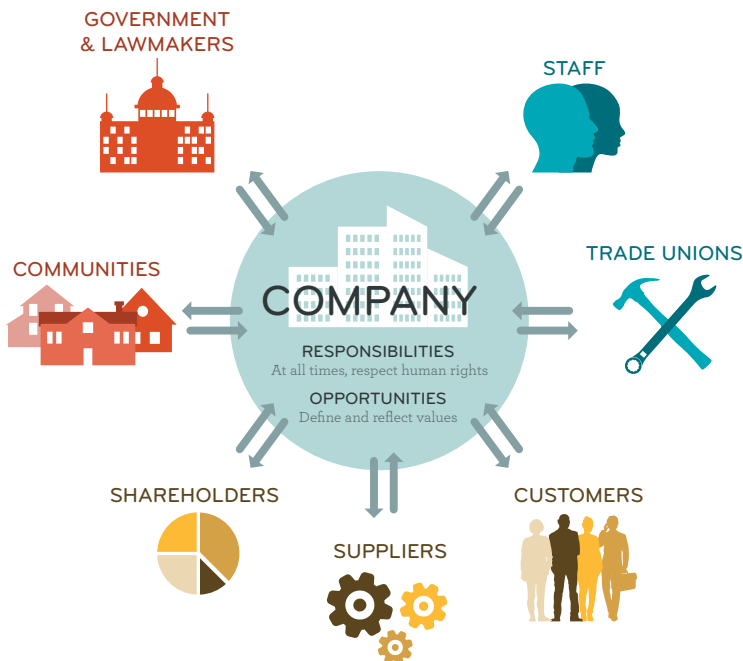 GOVERNMENT
& LAWMAKERS
STAFF
COMMUNITIES
TRADE UNIONS
COMPANY
RESPONSIBILITIES
At all times, respect human rights
OPPORTUNITIES
Define and reflect values
SHAREHOLDERS
CUSTOMERS
SUPPLIERS